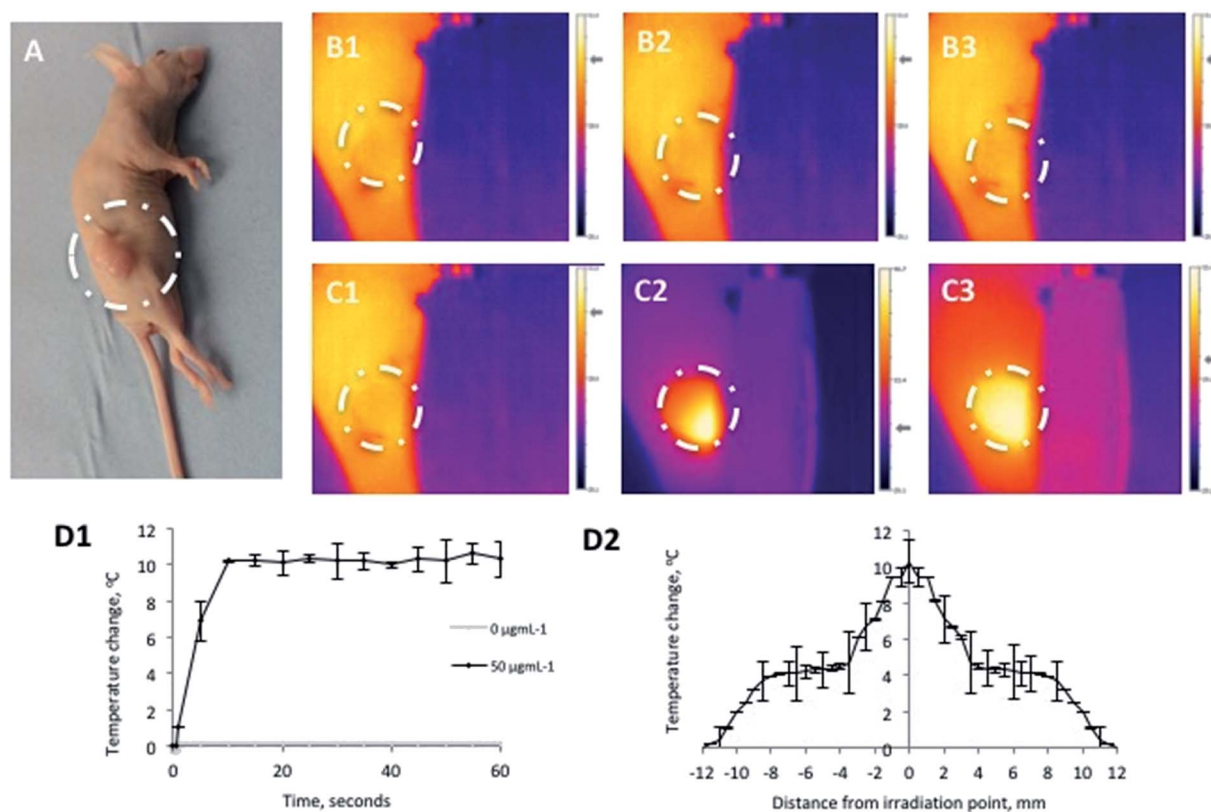 A
B1
B2
B3
C1
C2
C3
D1
Temperature change, ºC
12
10
8
6
4
2
0
0 µgmL-1
50 µgmL-1
0
20
40
60
Time, seconds
D2
Temperature change, ºC
12
10
8
6
4
2
0
-12 -10 -8 -6 -4 -2 0 2 4 6 8 10 12
Distance from irradiation point, mm